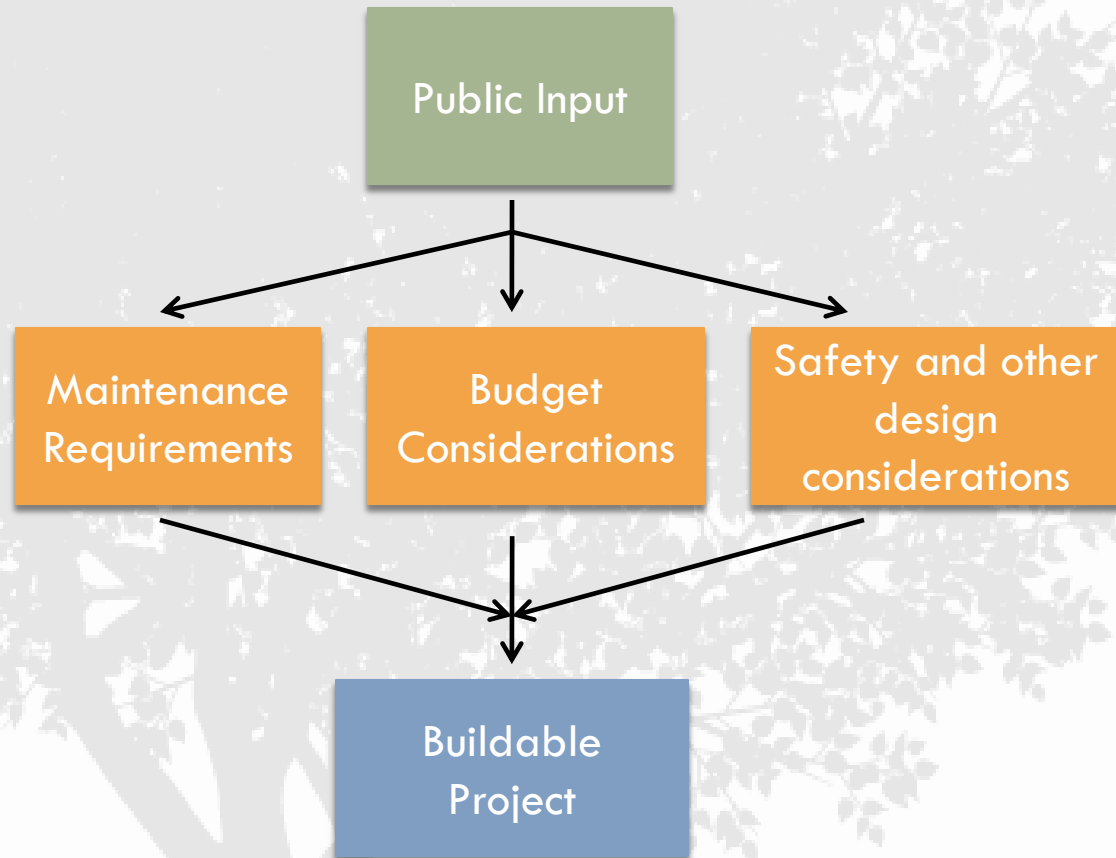 Public Input
Maintenance
Requirements
Budget
Considerations
Safety and other
design
considerations
Buildable
Project